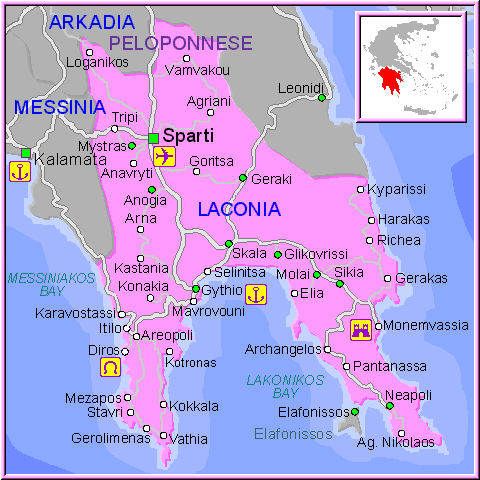 ARKADIA
PELOPONNESE
Loganikos
Vamvakou
Leonidi
MESSINIA
Agriani
Tripi
Sparti
Mystras
Kalamata
Goritsa
Anavryti
Geraki
Kyparissi
Anogia
LACONIA
Arna
Harakas
Richea
Skala
Glikovrissi
Kastania
Selinitsa
Molai
Sikia
Gerakas
MESSINIAKOS
BAY
Konakia
Gythio
Elia
Mavrovouni
Karavostassi
Itilo
Monemvassia
Areopoli
Diros
Archangelos
Kotronas
Pantanassa
LAKONIKOS
BAY
Mezapos
Kokkala
Neapoli
Stavri
Elafonissos
Gerolimenas
Vathia
Elafonissos
Ag. Nikolaos